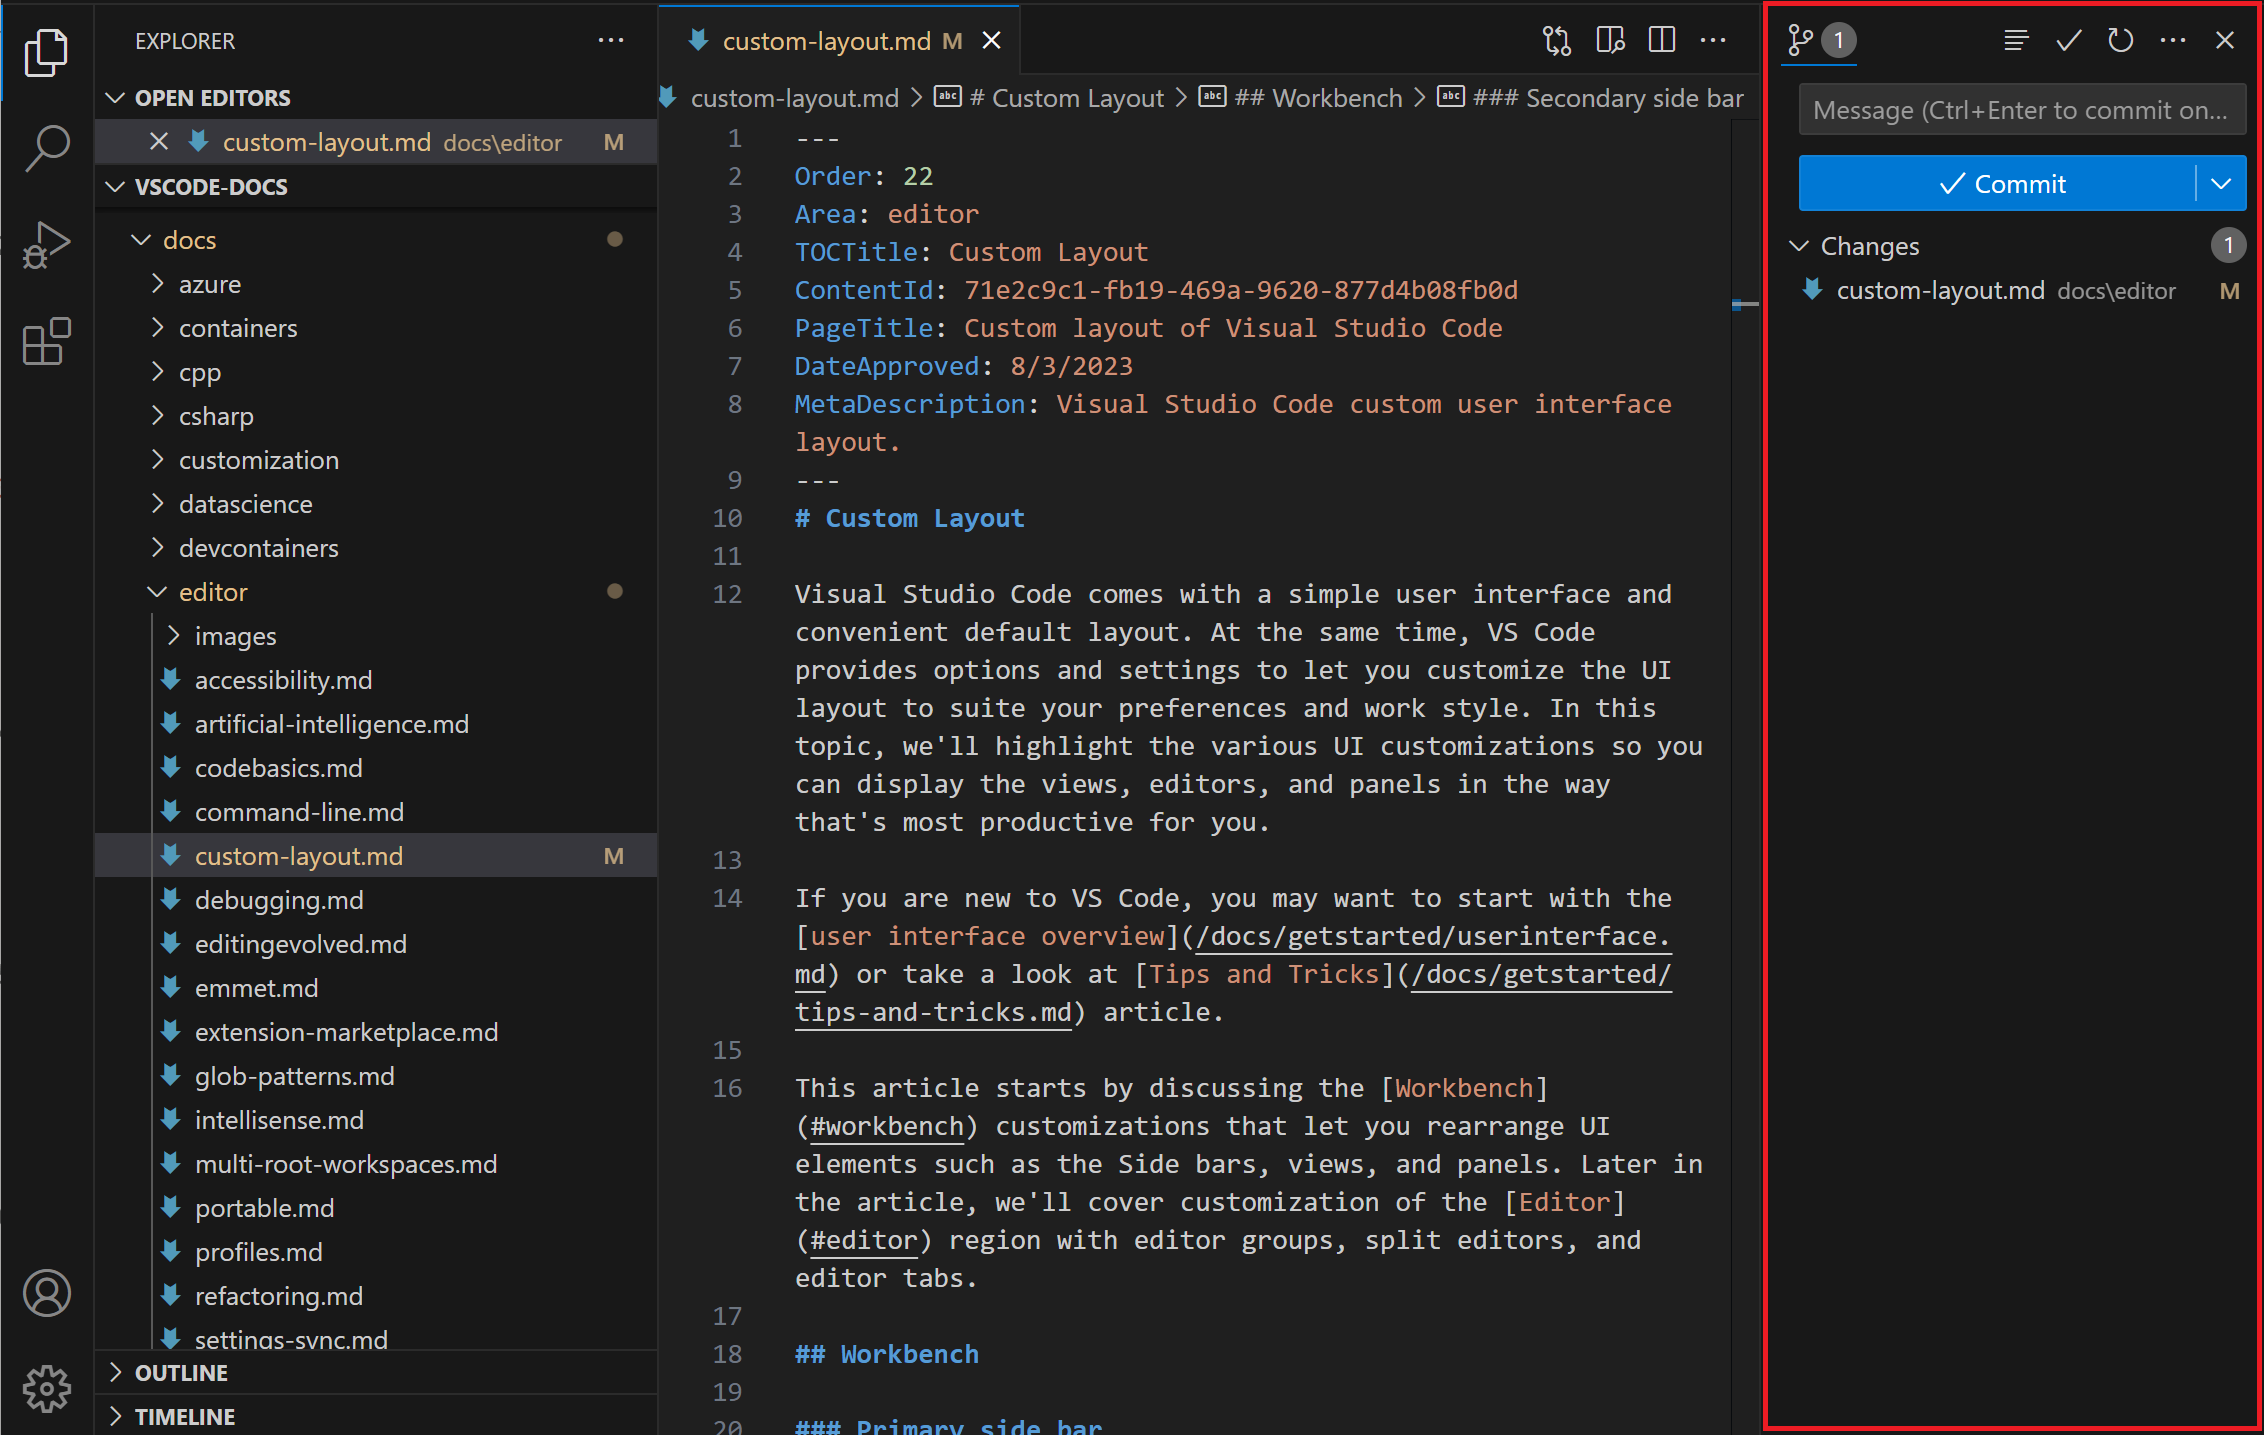 EXPLORER
OPEN EDITORS
custom-layout.md docs\editor M
VSCODE-DOCS
docs
azure
containers
cpp
csharp
customization
datascience
devcontainers
editor
images
accessibility.md
artificial-intelligence.md
codebasics.md
command-line.md
custom-layout.md M
debugging.md
editingevolved.md
emmet.md
extension-marketplace.md
glob-patterns.md
intellisense.md
multi-root-workspaces.md
portable.md
profiles.md
refactoring.md
settings-sync.md
OUTLINE
TIMELINE
custom-layout.md M
custom-layout.md > abc # Custom Layout > abc ## Workbench > abc ### Secondary side bar
1 ---
2 Order: 22
3 Area: editor
4 TOCTitle: Custom Layout
5 ContentId: 71e2c9c1-fb19-469a-9620-877d4b08fb0d
6 PageTitle: Custom layout of Visual Studio Code
7 DateApproved: 8/3/2023
8 MetaDescription: Visual Studio Code custom user interface
layout.
9 ---
10 # Custom Layout
11
12 Visual Studio Code comes with a simple user interface and
convenient default layout. At the same time, VS Code
provides options and settings to let you customize the UI
layout to suite your preferences and work style. In this
topic, we'll highlight the various UI customizations so you
can display the views, editors, and panels in the way
that's most productive for you.
13
14 If you are new to VS Code, you may want to start with the
[user interface overview](/docs/getstarted/userinterface.
md) or take a look at [Tips and Tricks](/docs/getstarted/
tips-and-tricks.md) article.
15
16 This article starts by discussing the [Workbench]
(#workbench) customizations that let you rearrange UI
elements such as the Side bars, views, and panels. Later in
the article, we'll cover customization of the [Editor]
(#editor) region with editor groups, split editors, and
editor tabs.
17
18 ## Workbench
19
20 ### Primary side bar
1
Message (Ctrl+Enter to commit on...
Commit
Changes 1
custom-layout.md docs\editor M